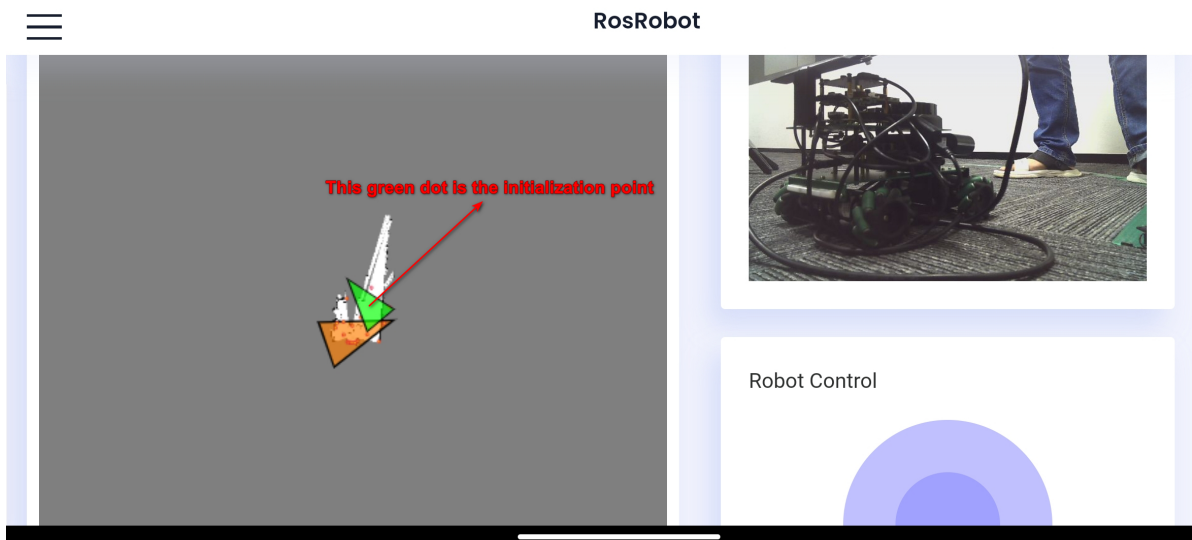 RosRobot
This green dot is the initialization point
Robot Control